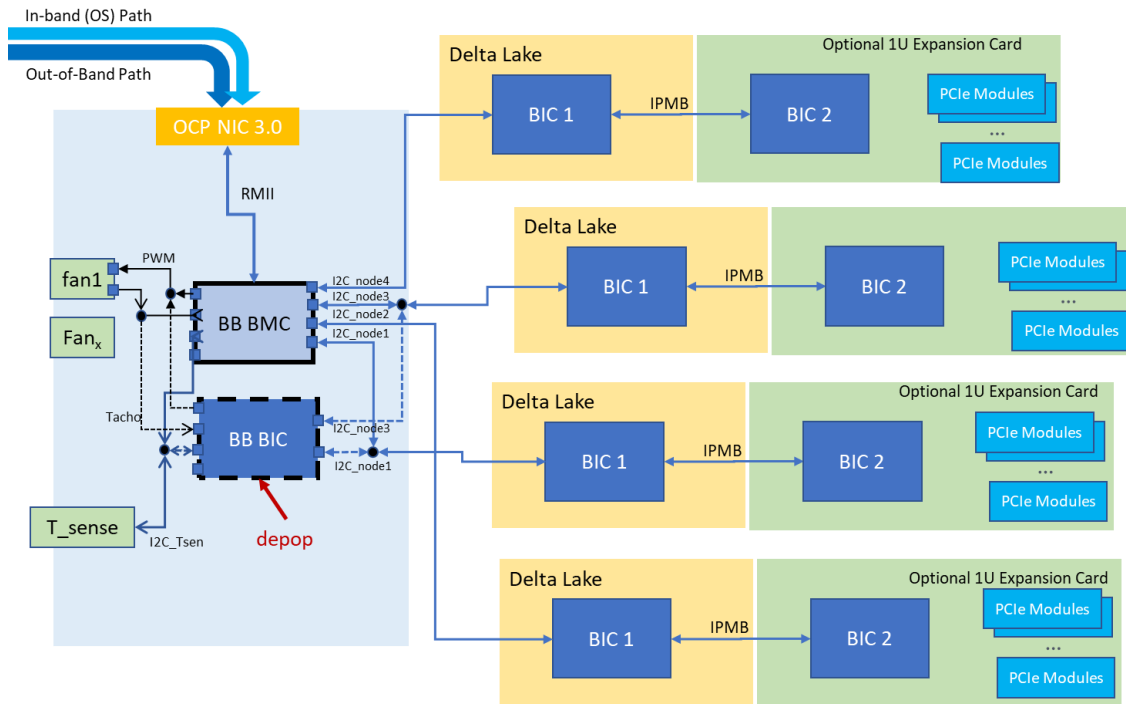 In-band (OS) Path
Out-of-Band Path
OCP NIC 3.0
RMII
PWM
fan1
Fanx
BB BMC
I2C_node4
I2C_node3
I2C_node2
I2C_node1
Tacho
BB BIC
I2C_node3
I2C_node1
T_sense
I2C_Tsen
depop
Delta Lake
BIC 1
IPMB
Optional 1U Expansion Card
BIC 2
PCIe Modules
...
PCIe Modules
Delta Lake
BIC 1
IPMB
BIC 2
PCIe Modules
...
PCIe Modules
Delta Lake
BIC 1
IPMB
Optional 1U Expansion Card
BIC 2
PCIe Modules
...
PCIe Modules
Delta Lake
BIC 1
IPMB
Optional 1U Expansion Card
BIC 2
PCIe Modules
...
PCIe Modules